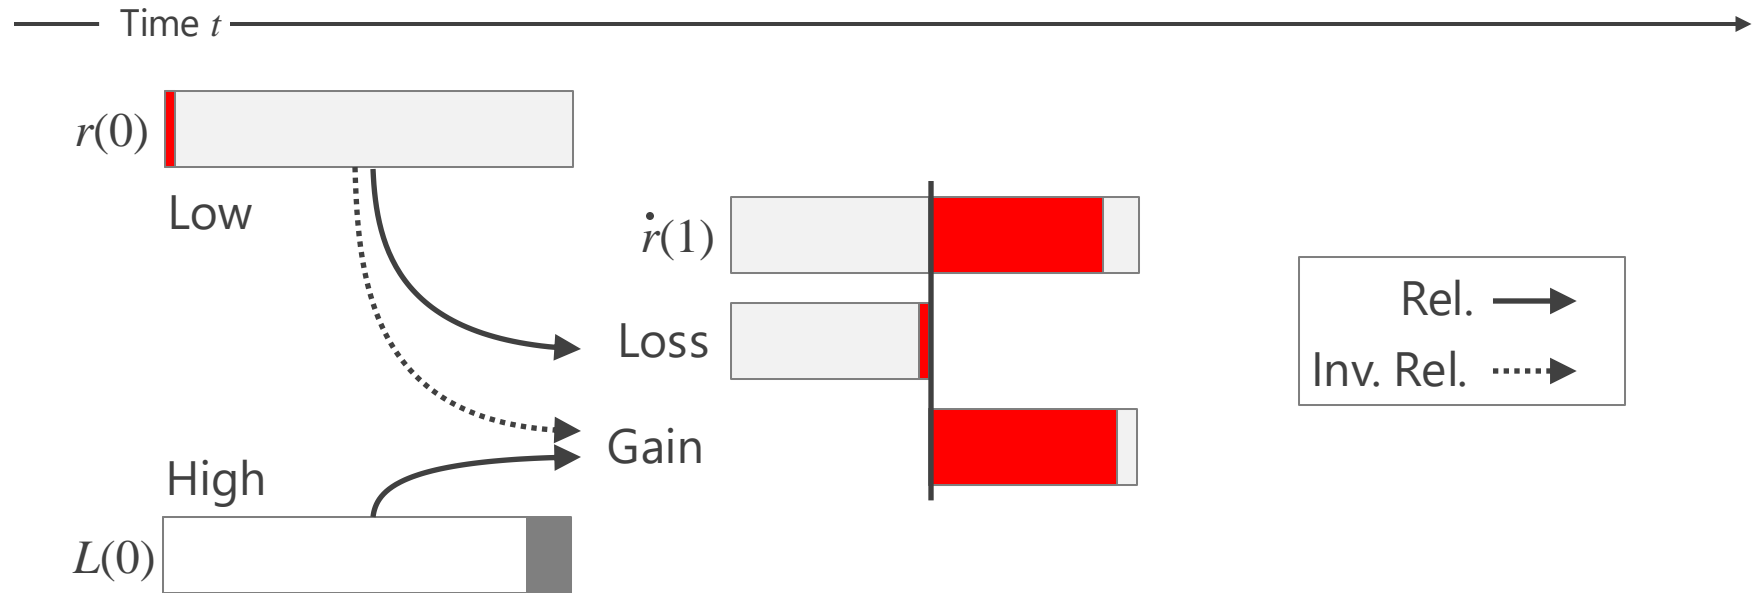 Time t
r(0)
Low
ṙ(1)
Loss
Gain
High
L(0)
Rel.
Inv. Rel.